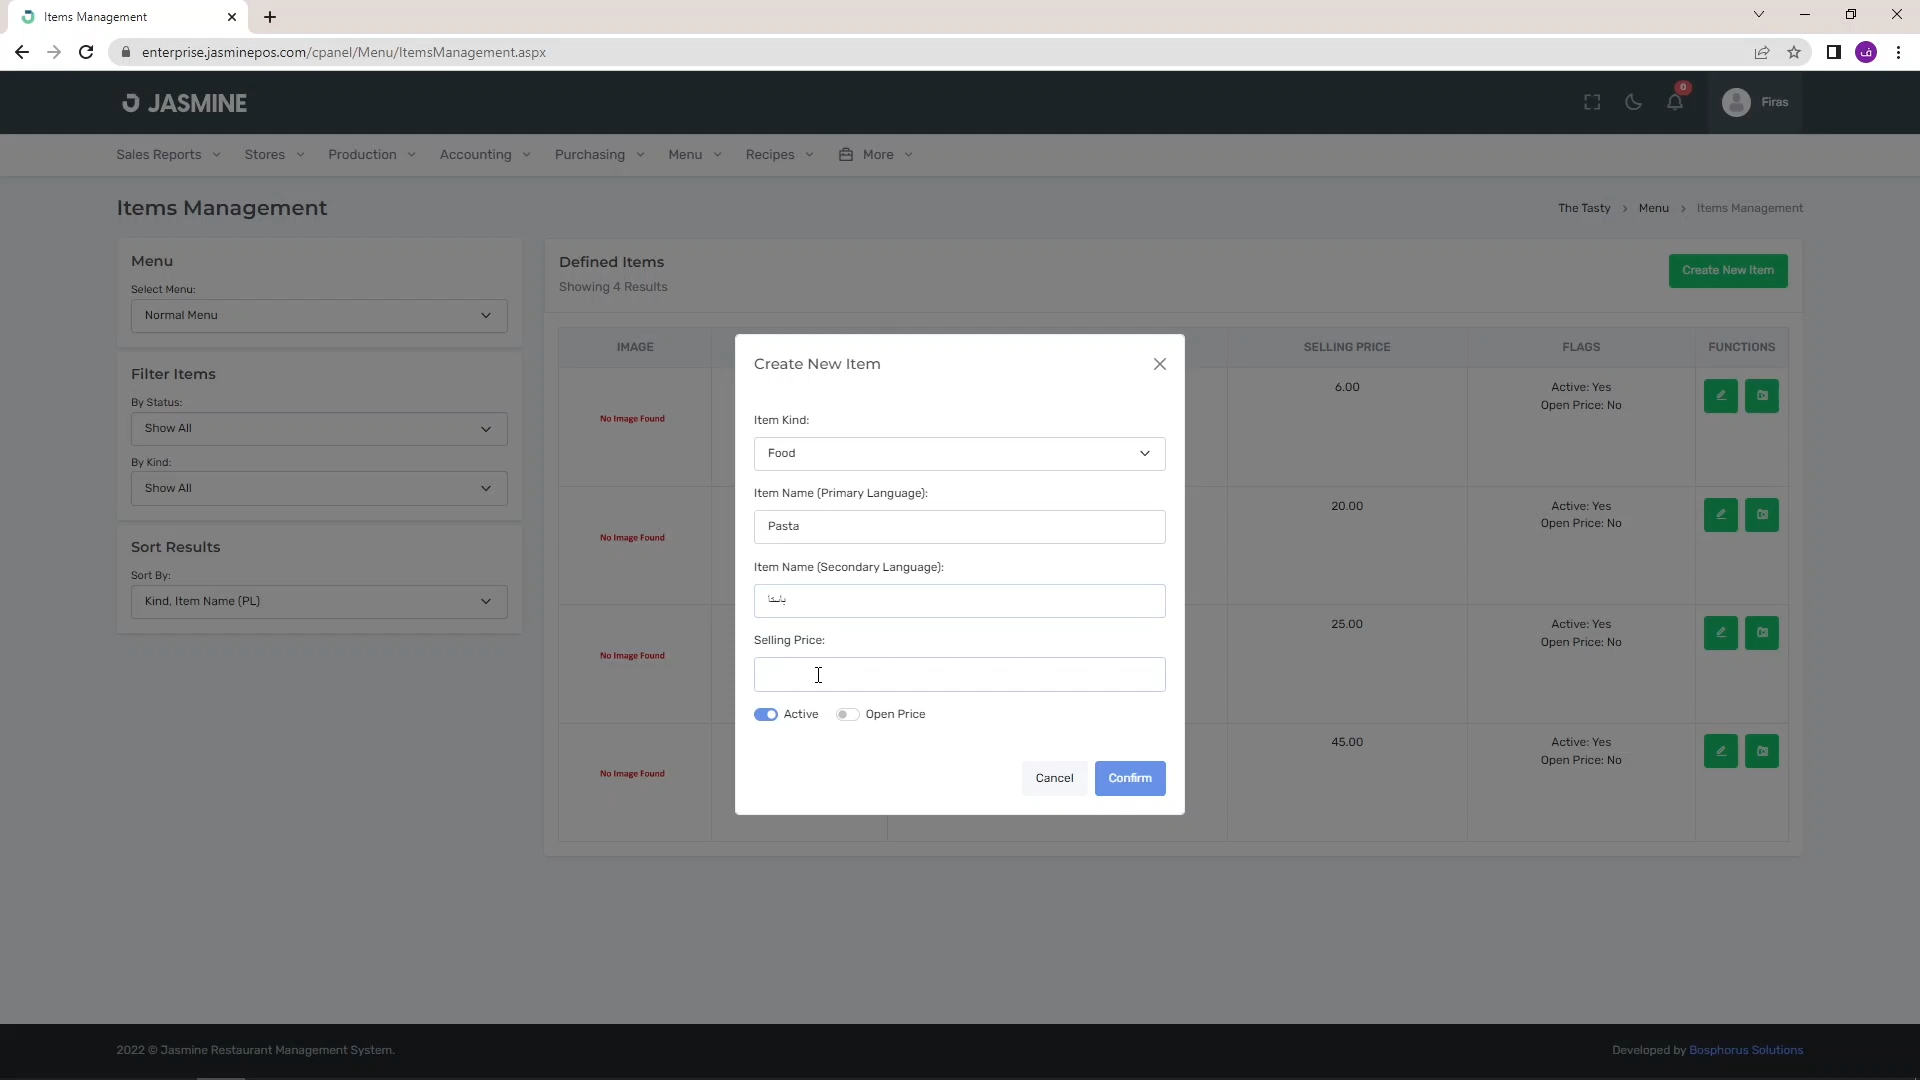 Items Management
enterprise.jasminepos.com/cpanel/Menu/ItemsManagement.aspx
ف
JASMINE
0
Firas
Sales Reports
Stores
Production
Accounting
Purchasing
Menu
Recipes
More
Items Management
The Tasty > Menu > Items Management
Menu
Select Menu:
Normal Menu
Filter Items
By Status:
Show All
By Kind:
Show All
Sort Results
Sort By:
Kind, Item Name (PL)
Defined Items
Showing 4 Results
Create New Item
IMAGE
SELLING PRICE
FLAGS
FUNCTIONS
No Image Found
6.00
Active: Yes
Open Price: No
No Image Found
20.00
Active: Yes
Open Price: No
No Image Found
25.00
Active: Yes
Open Price: No
No Image Found
45.00
Active: Yes
Open Price: No
Create New Item
Item Kind:
Food
Item Name (Primary Language):
Pasta
Item Name (Secondary Language):
باستا
Selling Price:
Active
Open Price
Cancel
Confirm
2022 © Jasmine Restaurant Management System.
Developed by Bosphorus Solutions